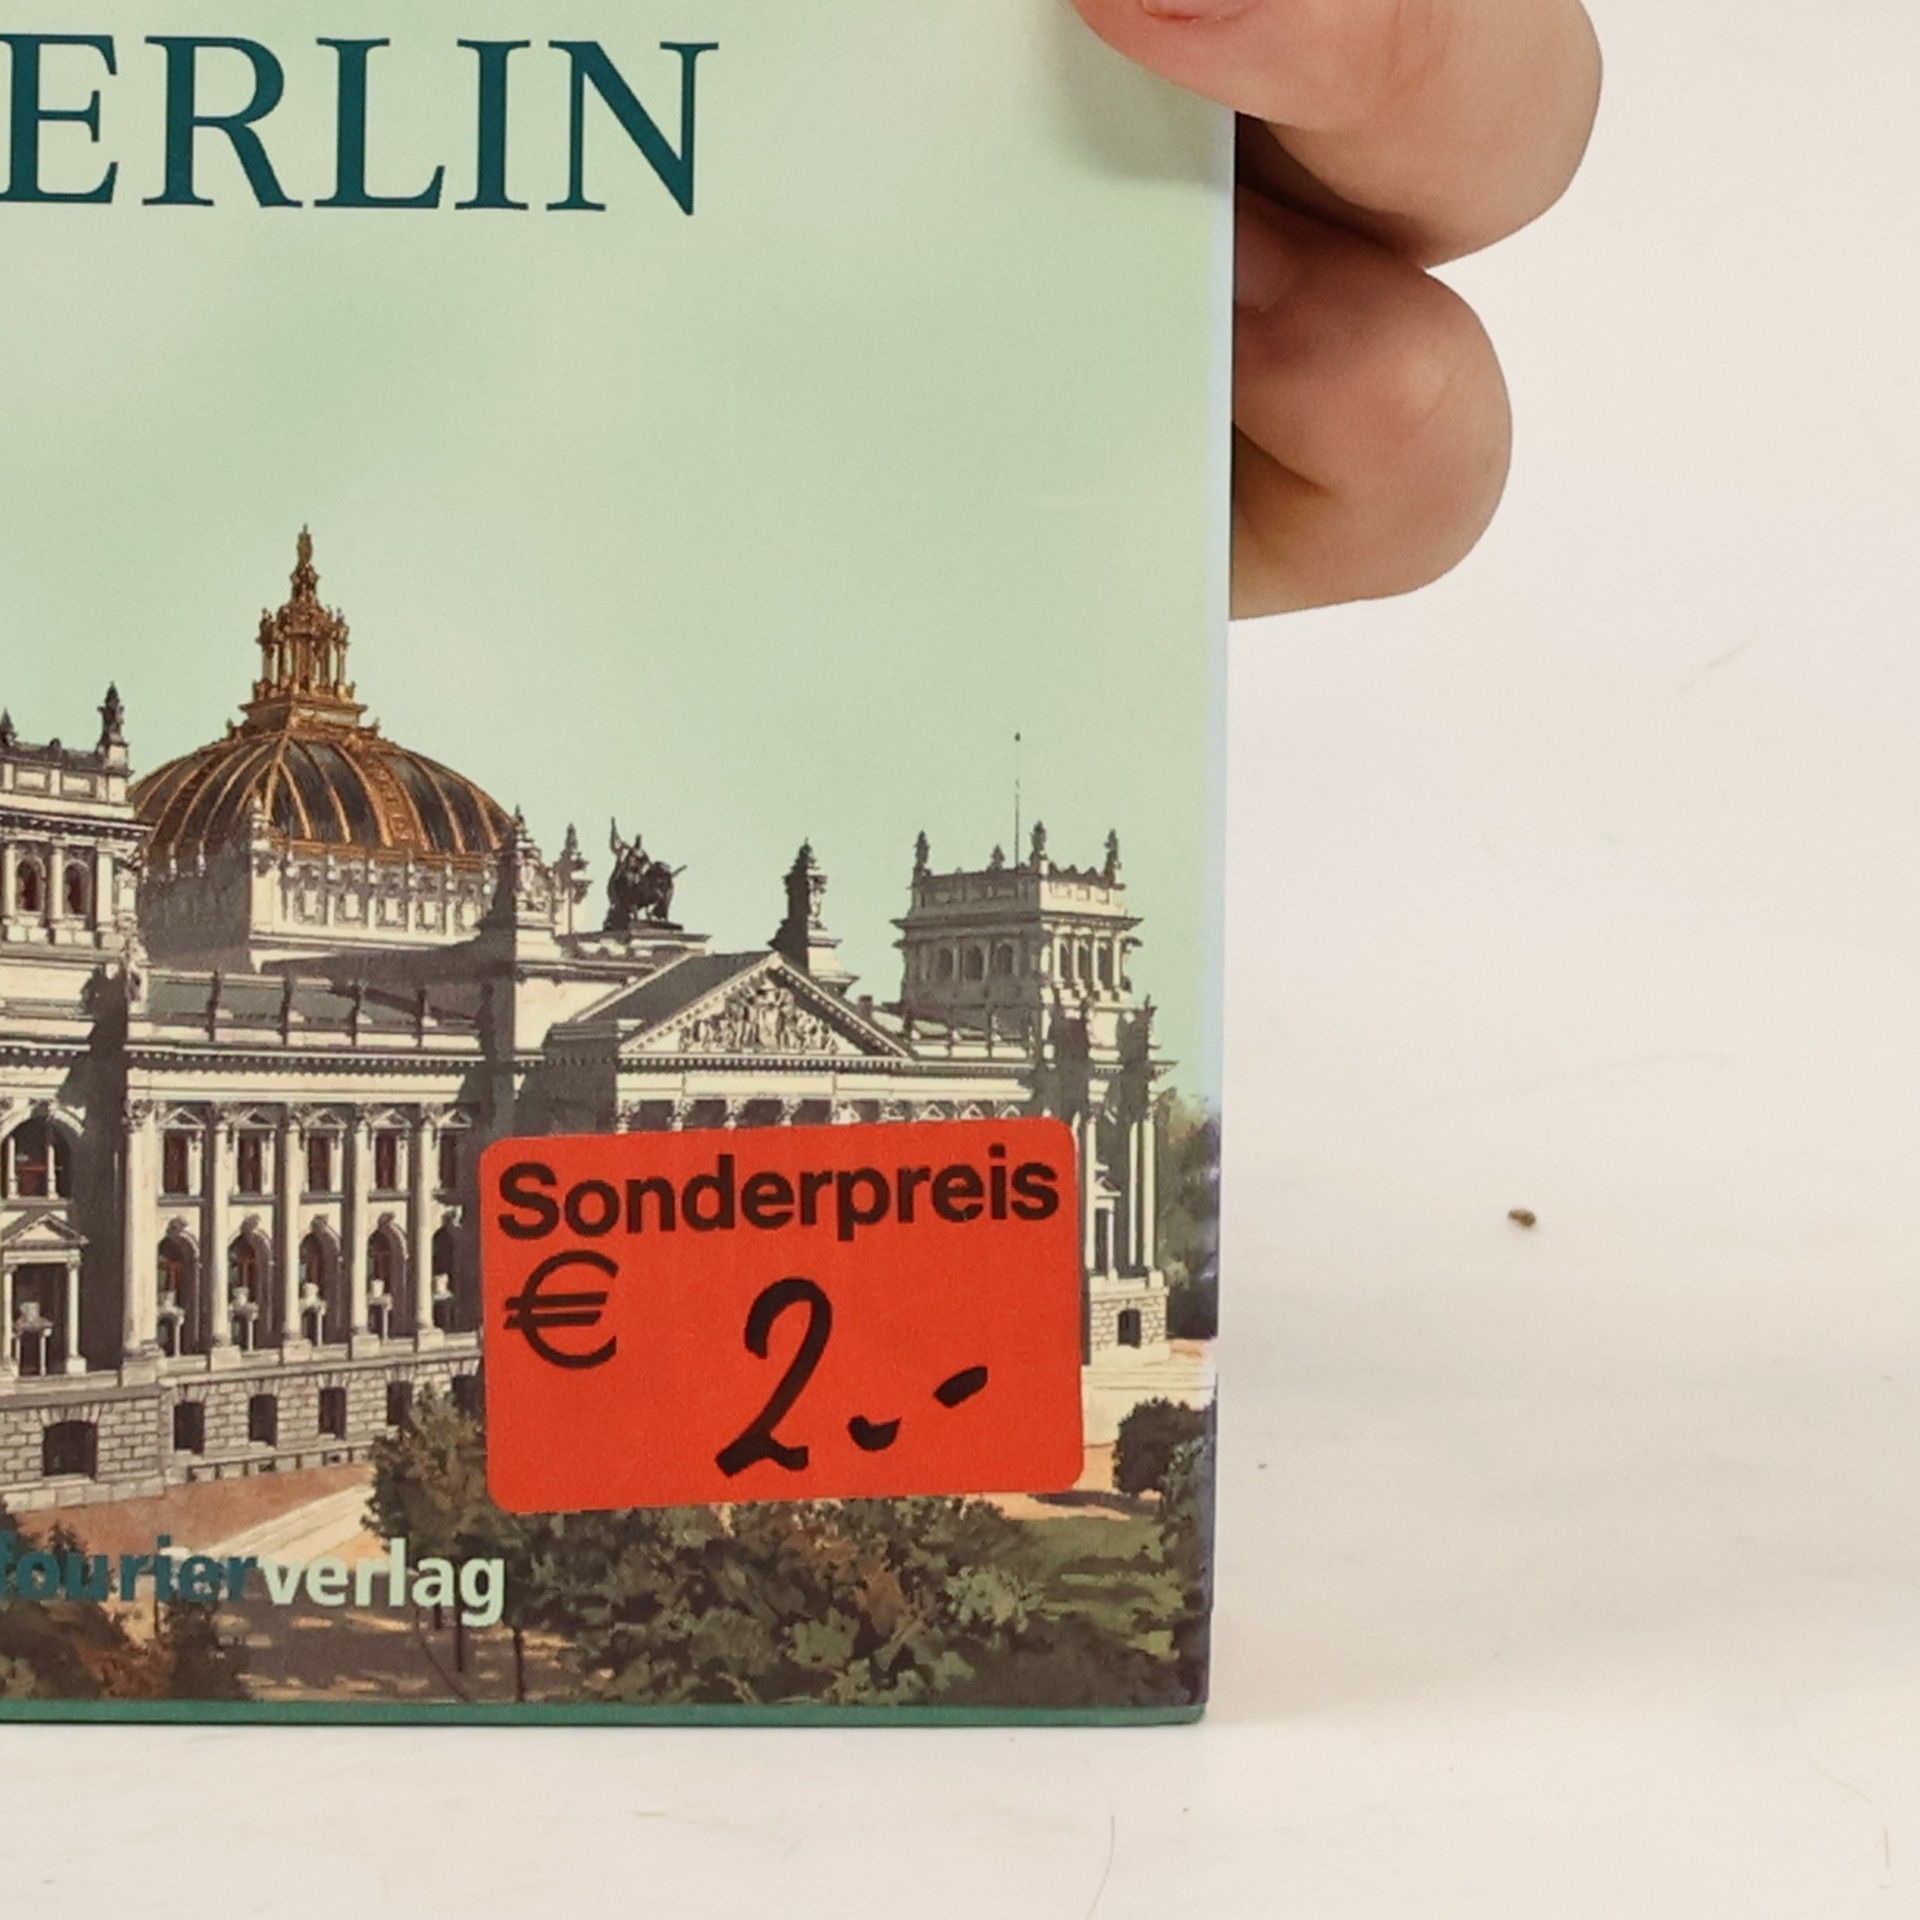 ERLIN
Sonderpreis
€ 2.-
fourierverlag